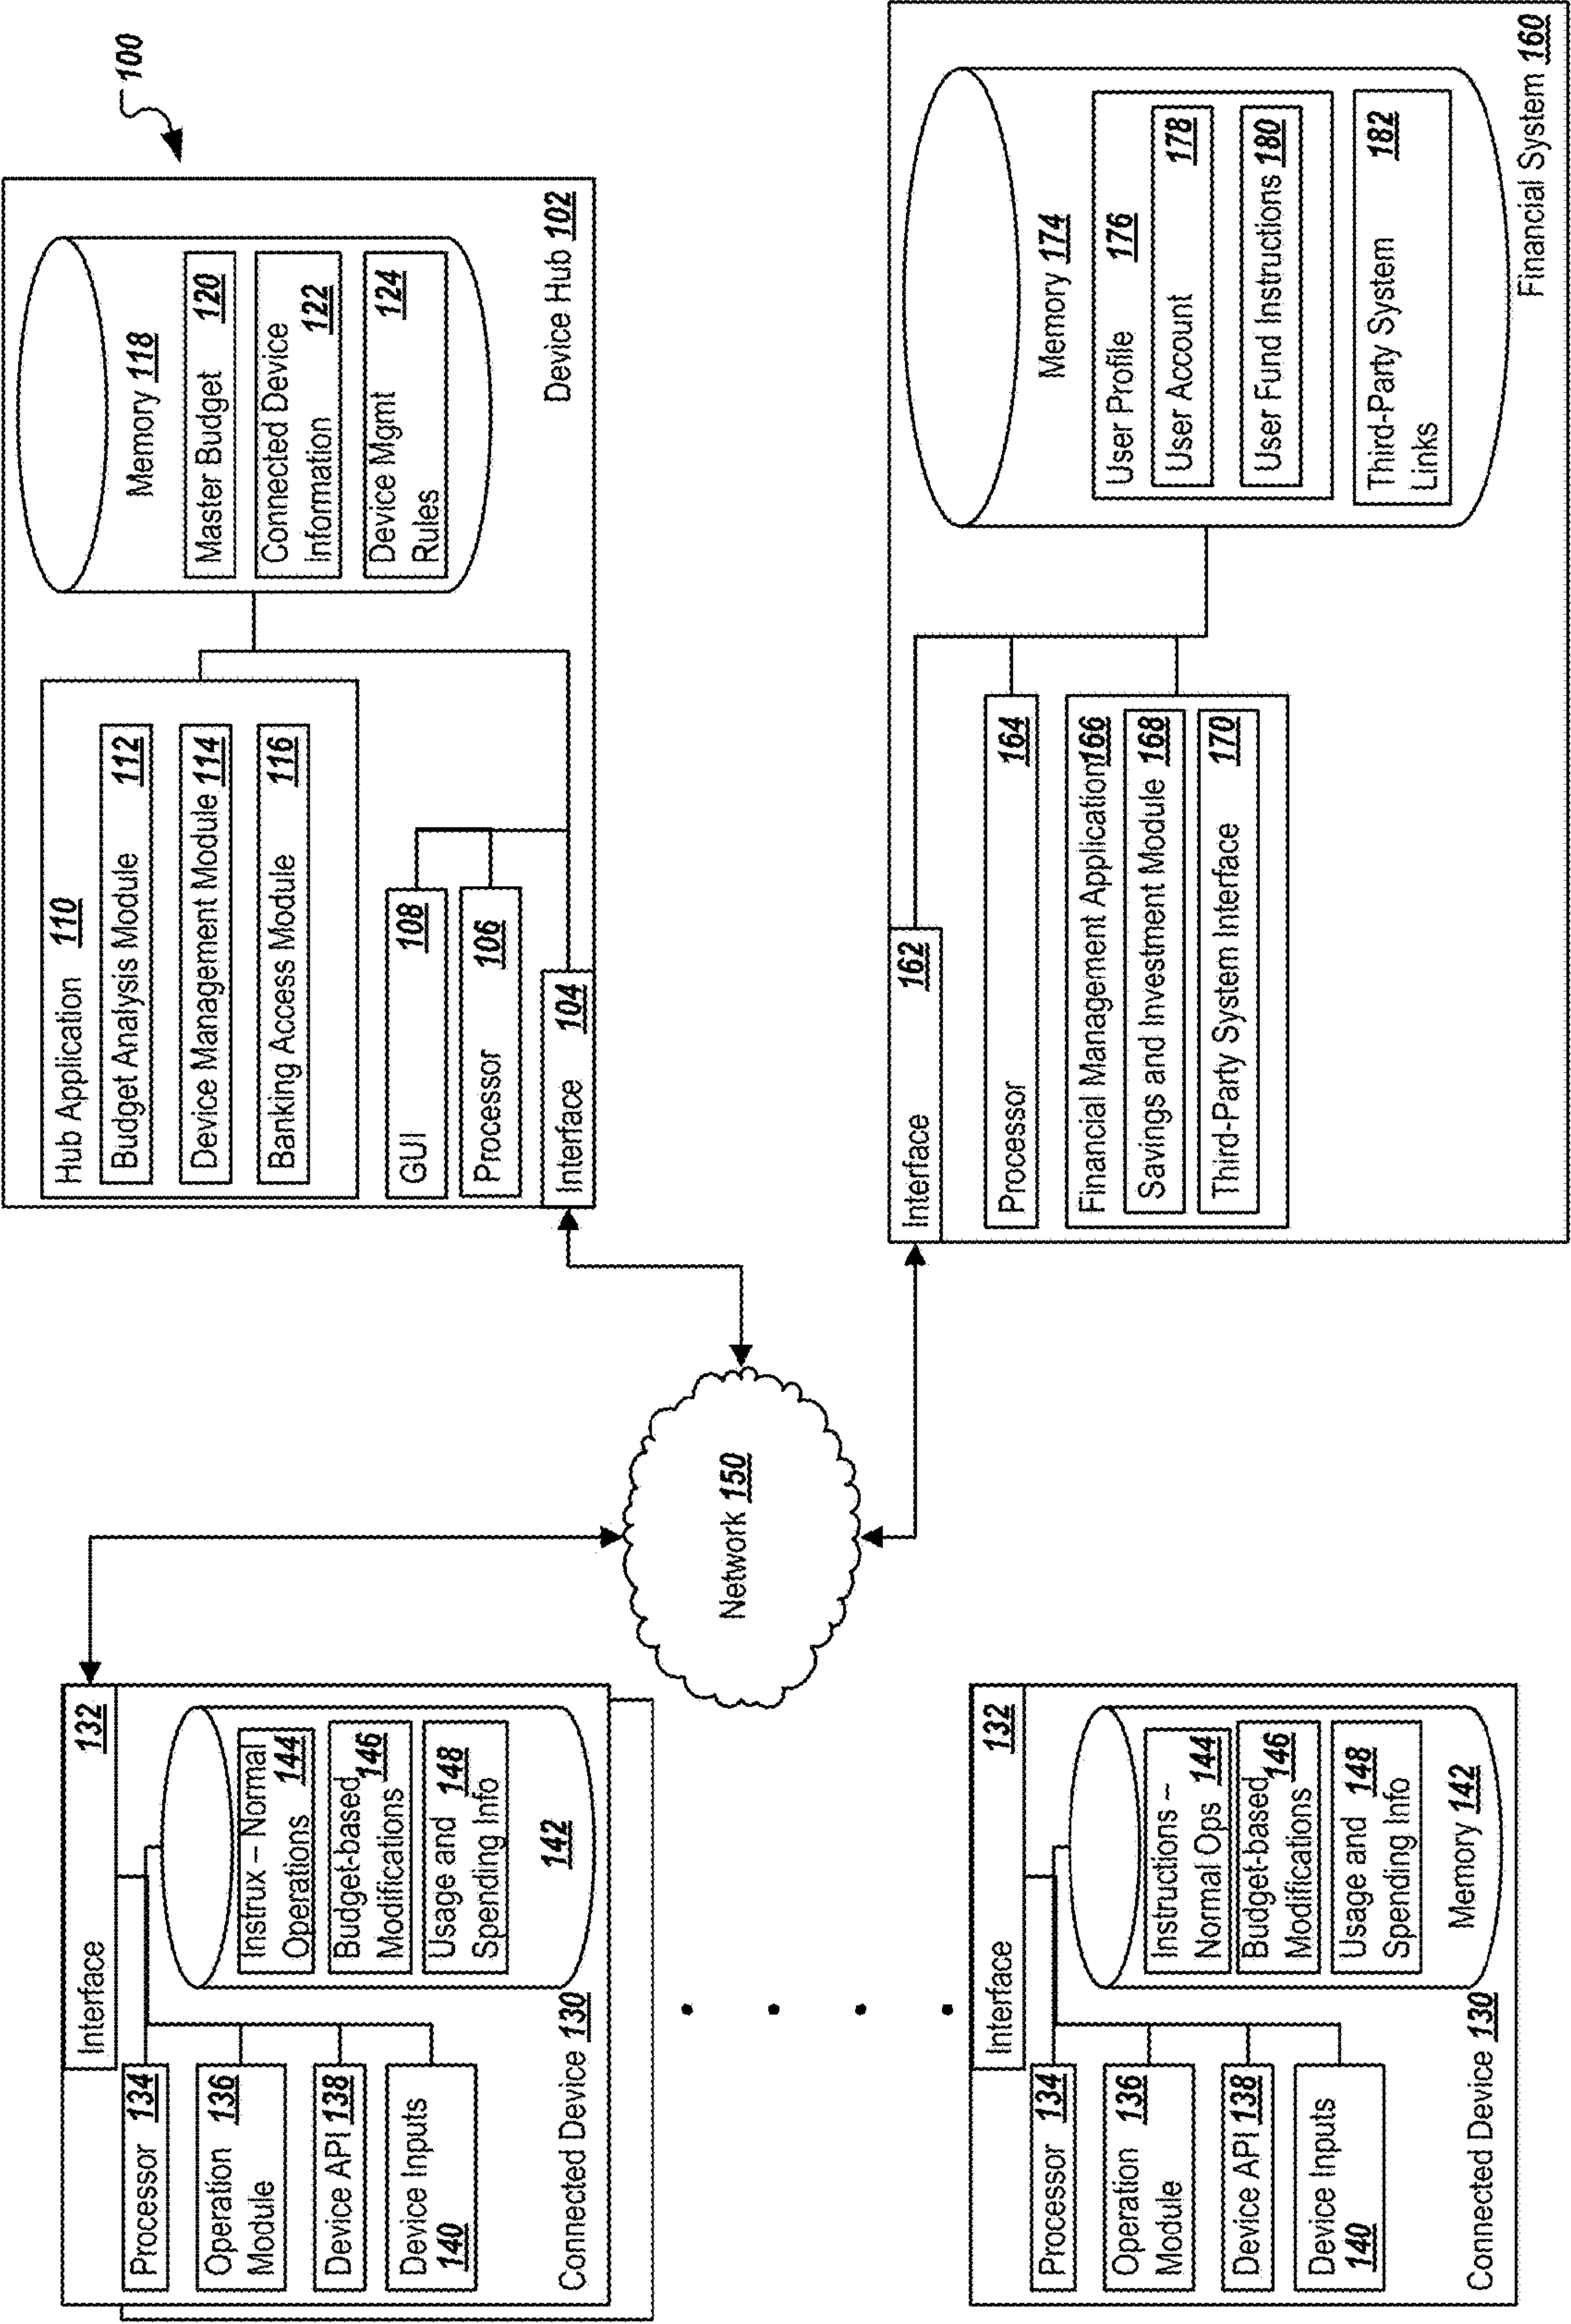 100
Interface 132
Processor 134
Operation 136
Module
Device API 138
Device Inputs
140
Instrux – Normal
Operations 144
Budget-based
Modifications 146
Usage and 148
Spending Info
142
Connected Device 130
Interface 132
Processor 134
Operation 136
Module
Device API 138
Device Inputs
140
Instructions –
Normal Ops 144
Budget-based
Modifications 146
Usage and 148
Spending Info
Memory 142
Connected Device 130
Network 150
Hub Application 110
Budget Analysis Module 112
Device Management Module 114
Banking Access Module 116
GUI 108
Processor 106
Interface 104
Memory 118
Master Budget 120
Connected Device
Information 122
Device Mgmt 124
Rules
Device Hub 102
Interface 162
Processor 164
Financial Management Application 166
Savings and Investment Module 168
Third-Party System Interface 170
Memory 174
User Profile 176
User Account 178
User Fund Instructions 180
Third-Party System 182
Links
Financial System 160